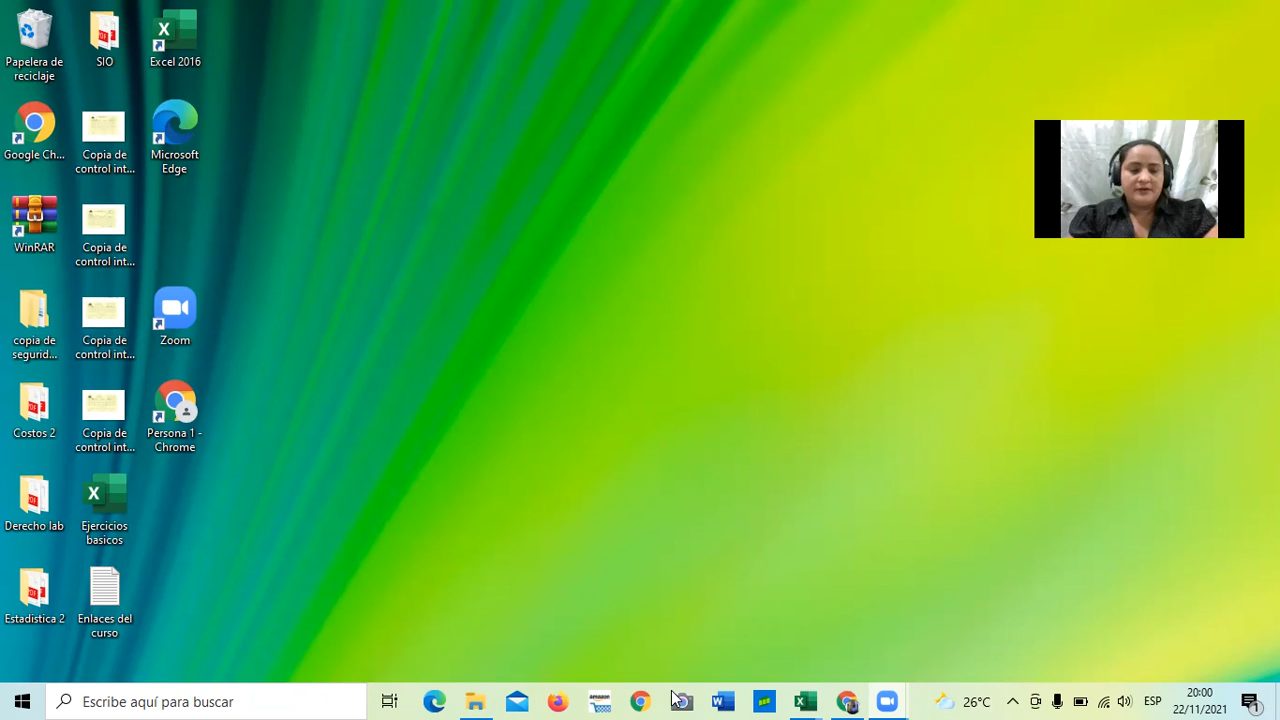 Papelera de
reciclaje
SIO
Excel 2016
Google Ch...
Copia de
control int...
Microsoft
Edge
WinRAR
Copia de
control int...
copia de
segurid...
Copia de
control int...
Zoom
Costos 2
Copia de
control int...
Persona 1 -
Chrome
Derecho lab
Ejercicios
basicos
Estadistica 2
Enlaces del
curso
Escribe aquí para buscar
amazon
26°C
ESP
20:00
22/11/2021
1